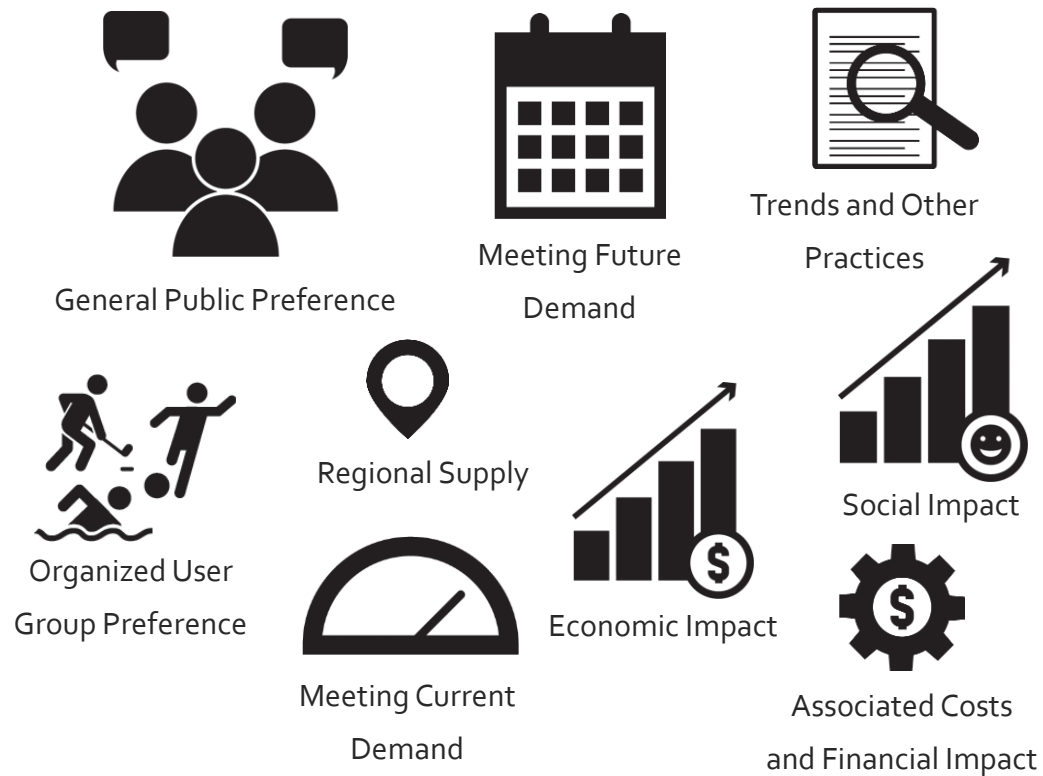 General Public Preference
Meeting Future
Demand
Trends and Other
Practices
Organized User
Group Preference
Regional Supply
Meeting Current
Demand
$
Economic Impact
Social Impact
$
Associated Costs
and Financial Impact